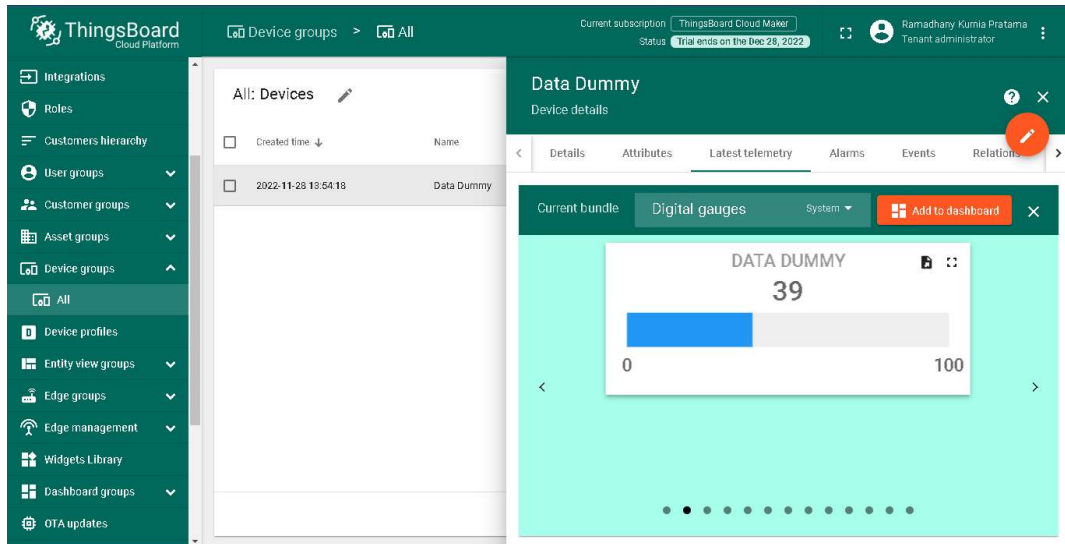 ThingsBoard
Cloud Platform
Device groups > All
Current subscription ThingsBoard Cloud Maker
Status Trial ends on the Dec 28, 2022
Ramadhany Kurnia Pratama
Tenant administrator
Integrations
Roles
Customers hierarchy
User groups
Customer groups
Asset groups
Device groups
All
Device profiles
Entity view groups
Edge groups
Edge management
Widgets Library
Dashboard groups
OTA updates
All: Devices
Created time Name
2022-11-28 13:54:18 Data Dummy
Data Dummy
Device details
Details Attributes Latest telemetry Alarms Events Relations
Current bundle Digital gauges System Add to dashboard
DATA DUMMY
39
0 100